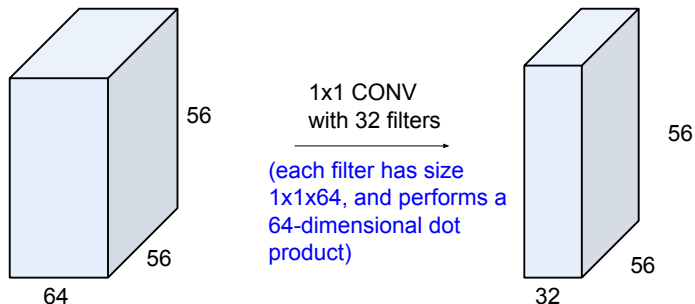 56
56
64
1x1 CONV
with 32 filters
(each filter has size
1x1x64, and performs a
64-dimensional dot
product)
56
56
32